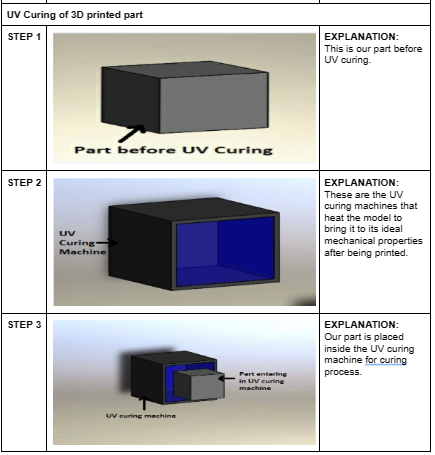 UV Curing of 3D printed part
STEP 1
Part before UV Curing
EXPLANATION:
This is our part before
UV curing.
STEP 2
UV
Curing
Machine
EXPLANATION:
These are the UV
curing machines that
heat the model to
bring it to its ideal
mechanical properties
after being printed.
STEP 3
Part entering
in UV curing
machine
UV curing machine
EXPLANATION:
Our part is placed
inside the UV curing
machine for curing
process.